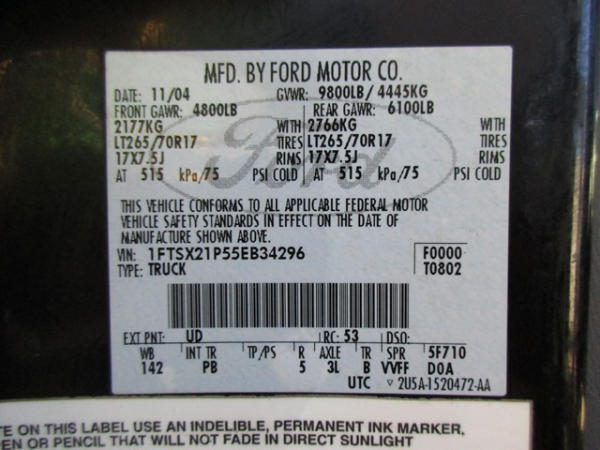 MFD. BY FORD MOTOR CO.
DATE: 11/04 GVWR: 9800LB/ 4445KG
FRONT GAWR: 4800LB REAR GAWR: 6100LB
2177KG WITH 2766KG WITH
LT265/70R17 TIRES LT265/70R17 TIRES
17X7.5J RIMS 17X7.5J RIMS
AT 515 kPa/75 PSI COLD AT 515 kPa/75 PSI COLD
Ford
THIS VEHICLE CONFORMS TO ALL APPLICABLE FEDERAL MOTOR
VEHICLE SAFETY STANDARDS IN EFFECT ON THE DATE OF
MANUFACTURE SHOWN ABOVE.
VIN: 1FTSX21P55EB34296 F0000
TYPE: TRUCK T0802
EXT PNT: UD RC: 53 DSO:
WB INT TR TP/PS R AXLE TR SPR 5F710
142 PB 5 3L B VVFF DOA
UTC ▽ 2U5A-1520472-AA
TE ON THIS LABEL USE AN INDELIBLE, PERMANENT INK MARKER,
EN OR PENCIL THAT WILL NOT FADE IN DIRECT SUNLIGHT